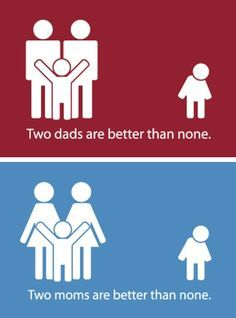 Two dads are better than none.
Two moms are better than none.